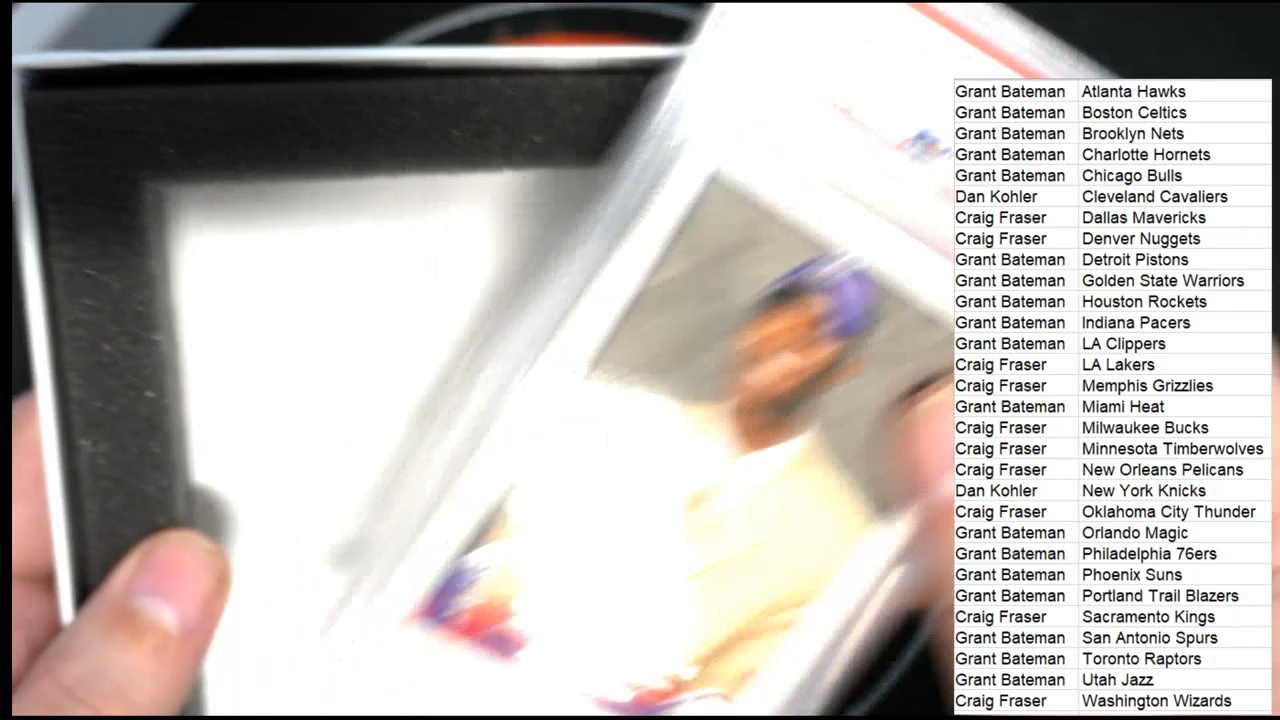 Grant Bateman Atlanta Hawks
Grant Bateman Boston Celtics
Grant Bateman Brooklyn Nets
Grant Bateman Charlotte Hornets
Grant Bateman Chicago Bulls
Dan Kohler Cleveland Cavaliers
Craig Fraser Dallas Mavericks
Craig Fraser Denver Nuggets
Grant Bateman Detroit Pistons
Grant Bateman Golden State Warriors
Grant Bateman Houston Rockets
Grant Bateman Indiana Pacers
Grant Bateman LA Clippers
Craig Fraser LA Lakers
Craig Fraser Memphis Grizzlies
Grant Bateman Miami Heat
Craig Fraser Milwaukee Bucks
Craig Fraser Minnesota Timberwolves
Craig Fraser New Orleans Pelicans
Dan Kohler New York Knicks
Craig Fraser Oklahoma City Thunder
Grant Bateman Orlando Magic
Grant Bateman Philadelphia 76ers
Grant Bateman Phoenix Suns
Grant Bateman Portland Trail Blazers
Craig Fraser Sacramento Kings
Grant Bateman San Antonio Spurs
Grant Bateman Toronto Raptors
Grant Bateman Utah Jazz
Craig Fraser Washington Wizards